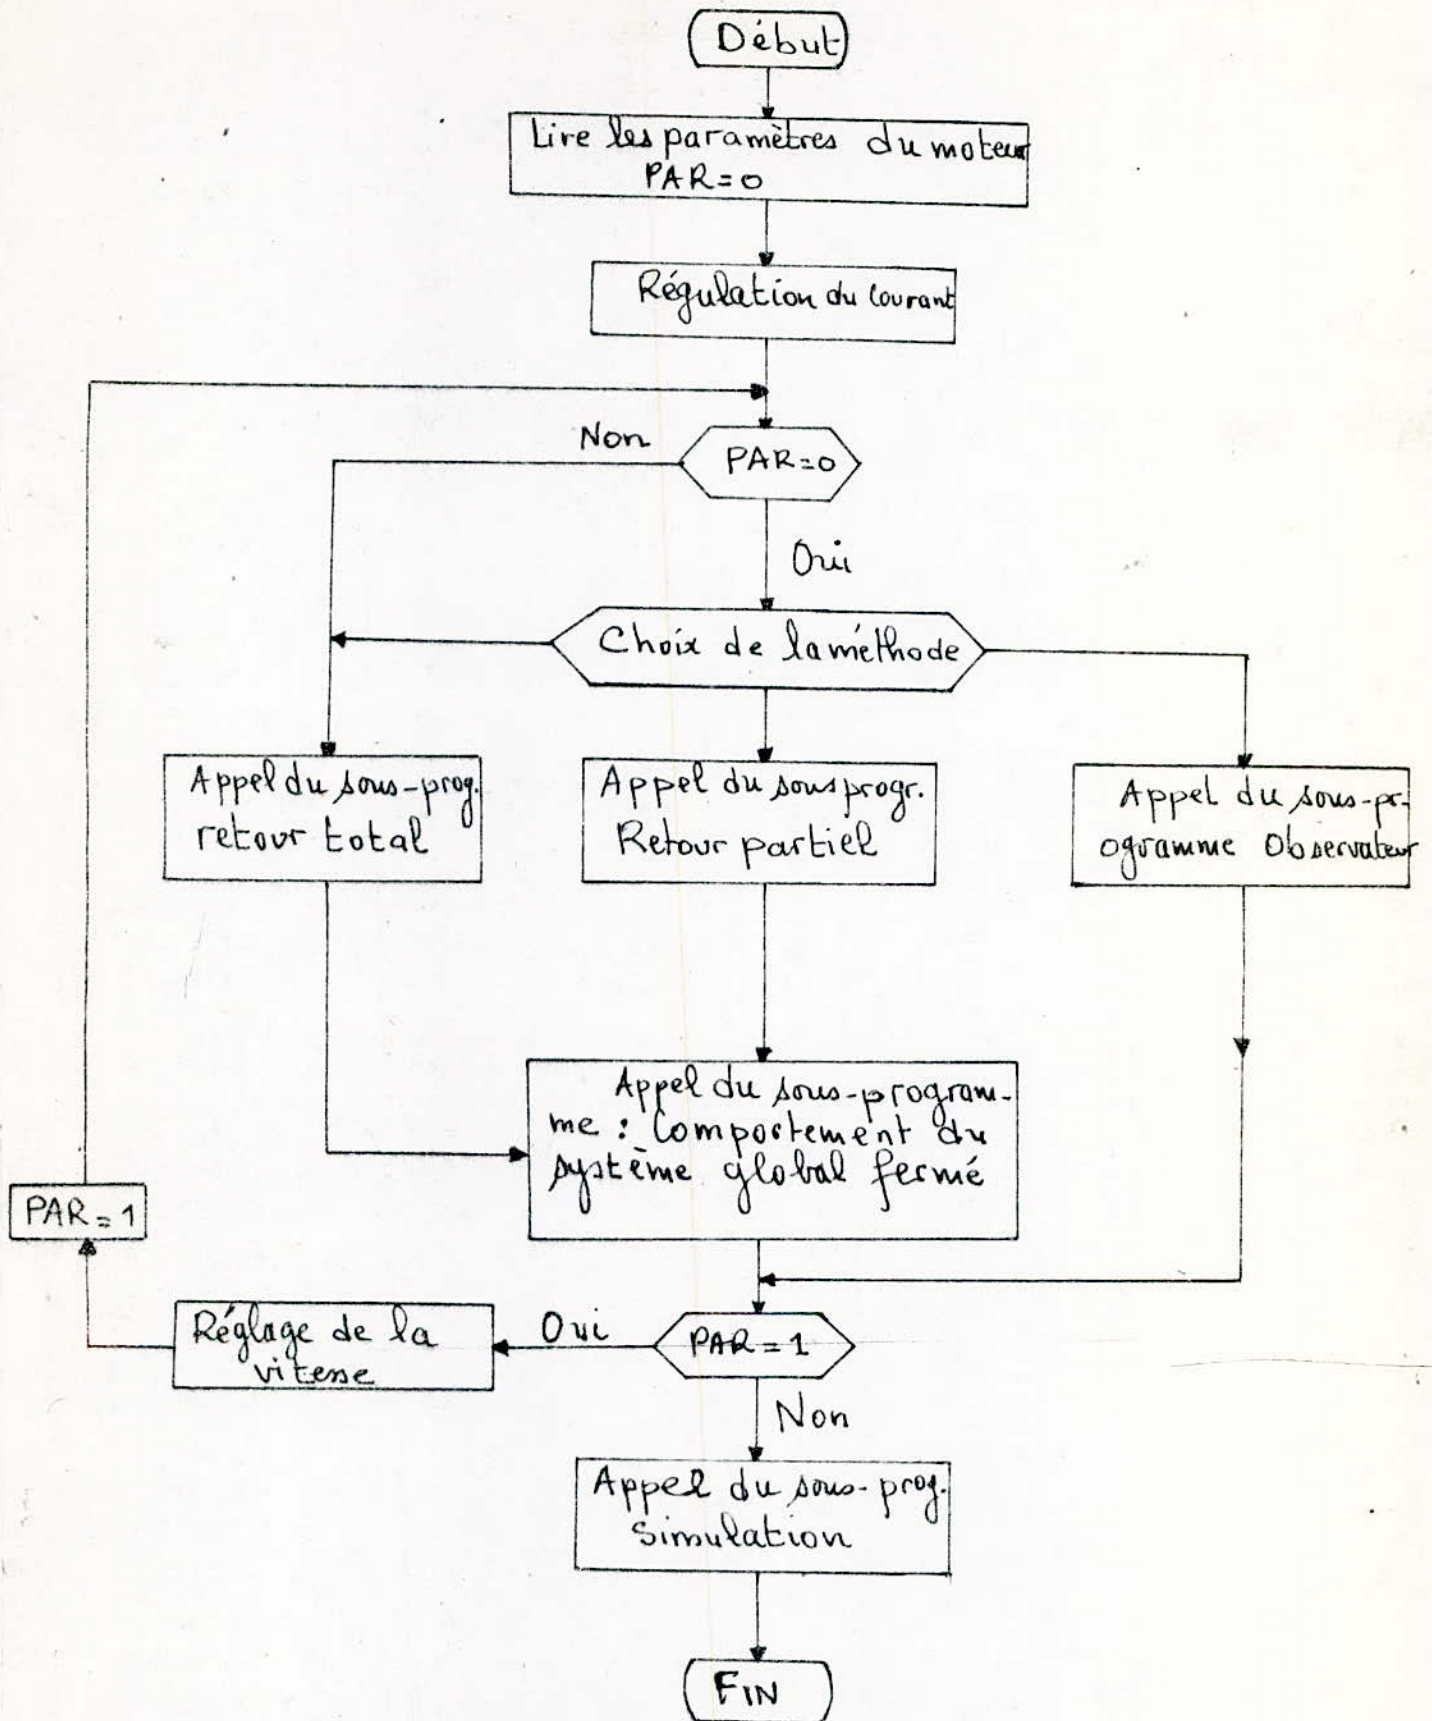 Début
Lire les paramètres du moteur
PAR=0
Régulation du courant
Non
PAR=0
Oui
Choix de la méthode
Appel du sous-prog.
retour total
Appel du sous progr.
Retour partiel
Appel du sous-pr-
ogramme Observateur
Appel du sous-program-
me : Comportement du
système global fermé
PAR=1
Réglage de la
vitesse
Oui
PAR=1
Non
Appel du sous-prog.
Simulation
FIN